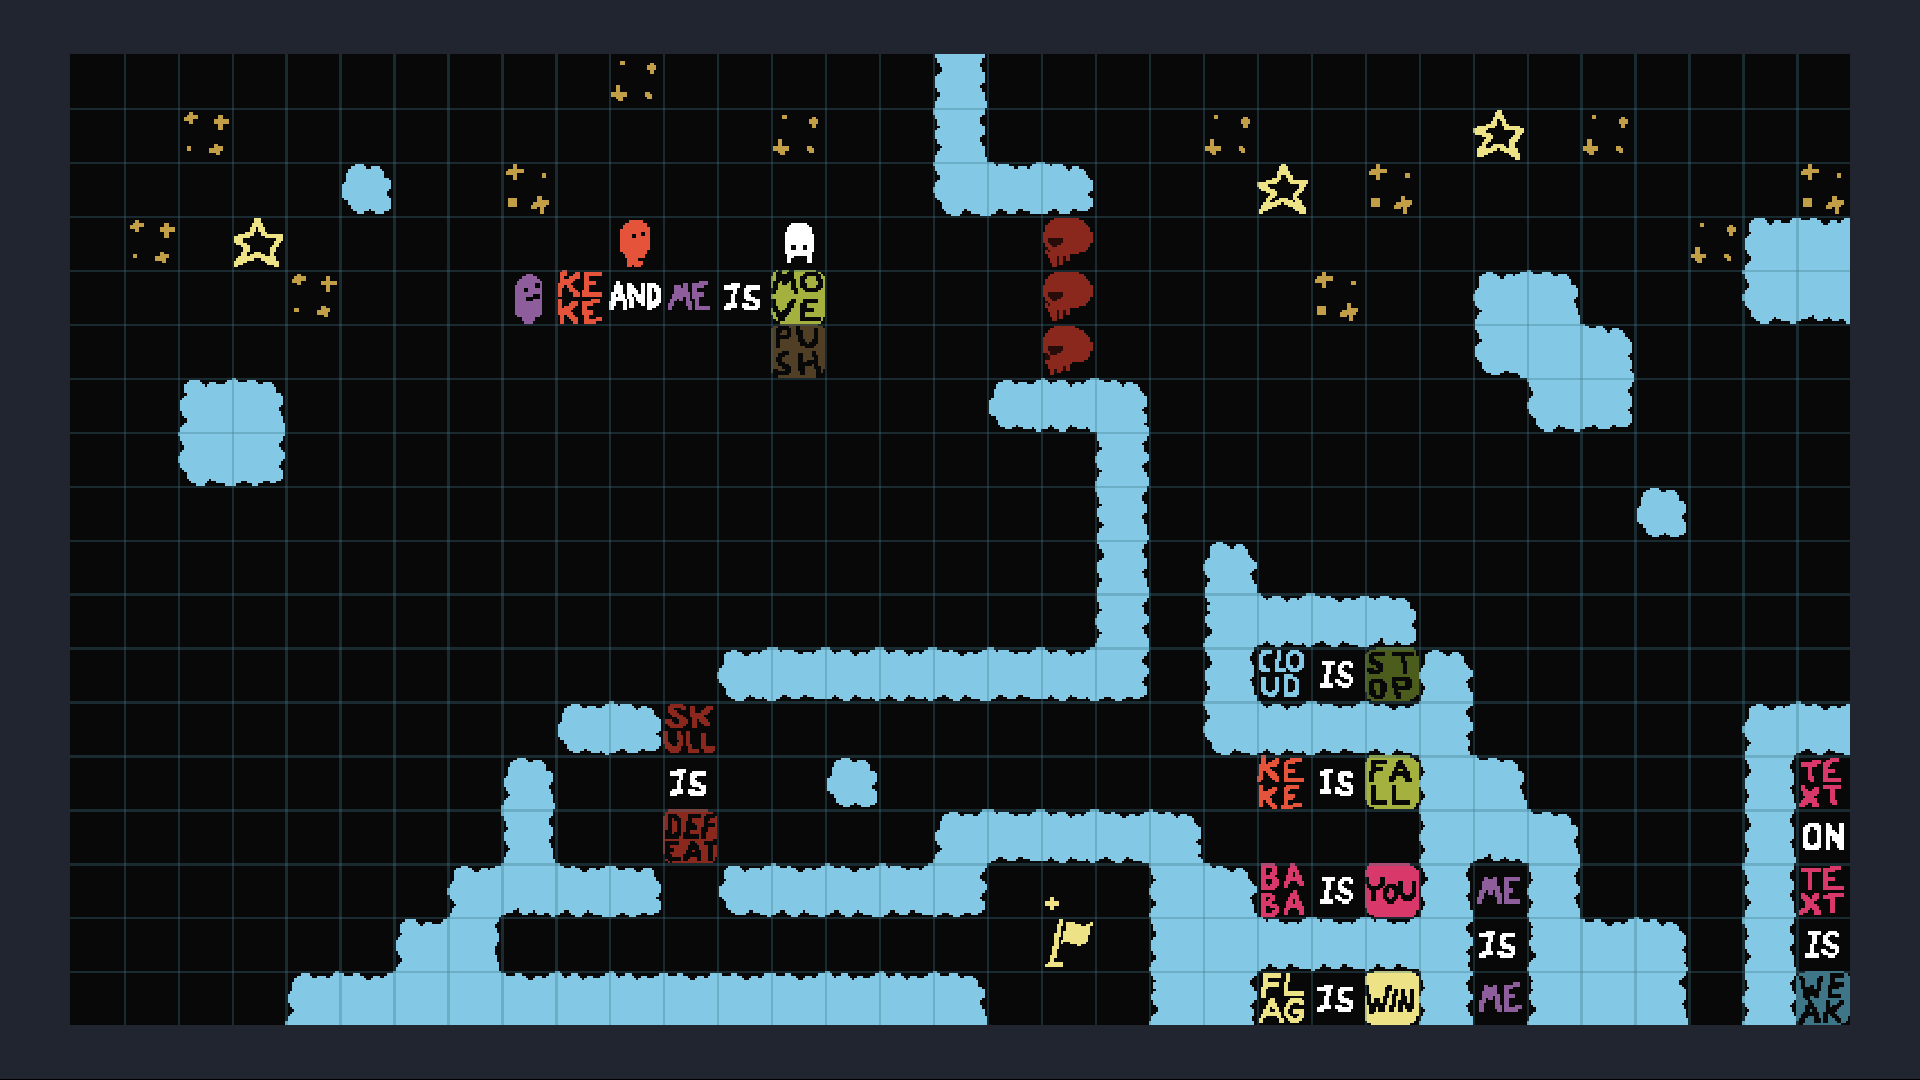 KEKE AND ME IS MOVE
PUSH
CLOUD IS STOP
SKULL
IS
DEFEAT
KEKE IS FALL
TEXT
ON
TEXT
IS
WEAK
BABA IS YOU
ME
IS
ME
FLAG IS WIN